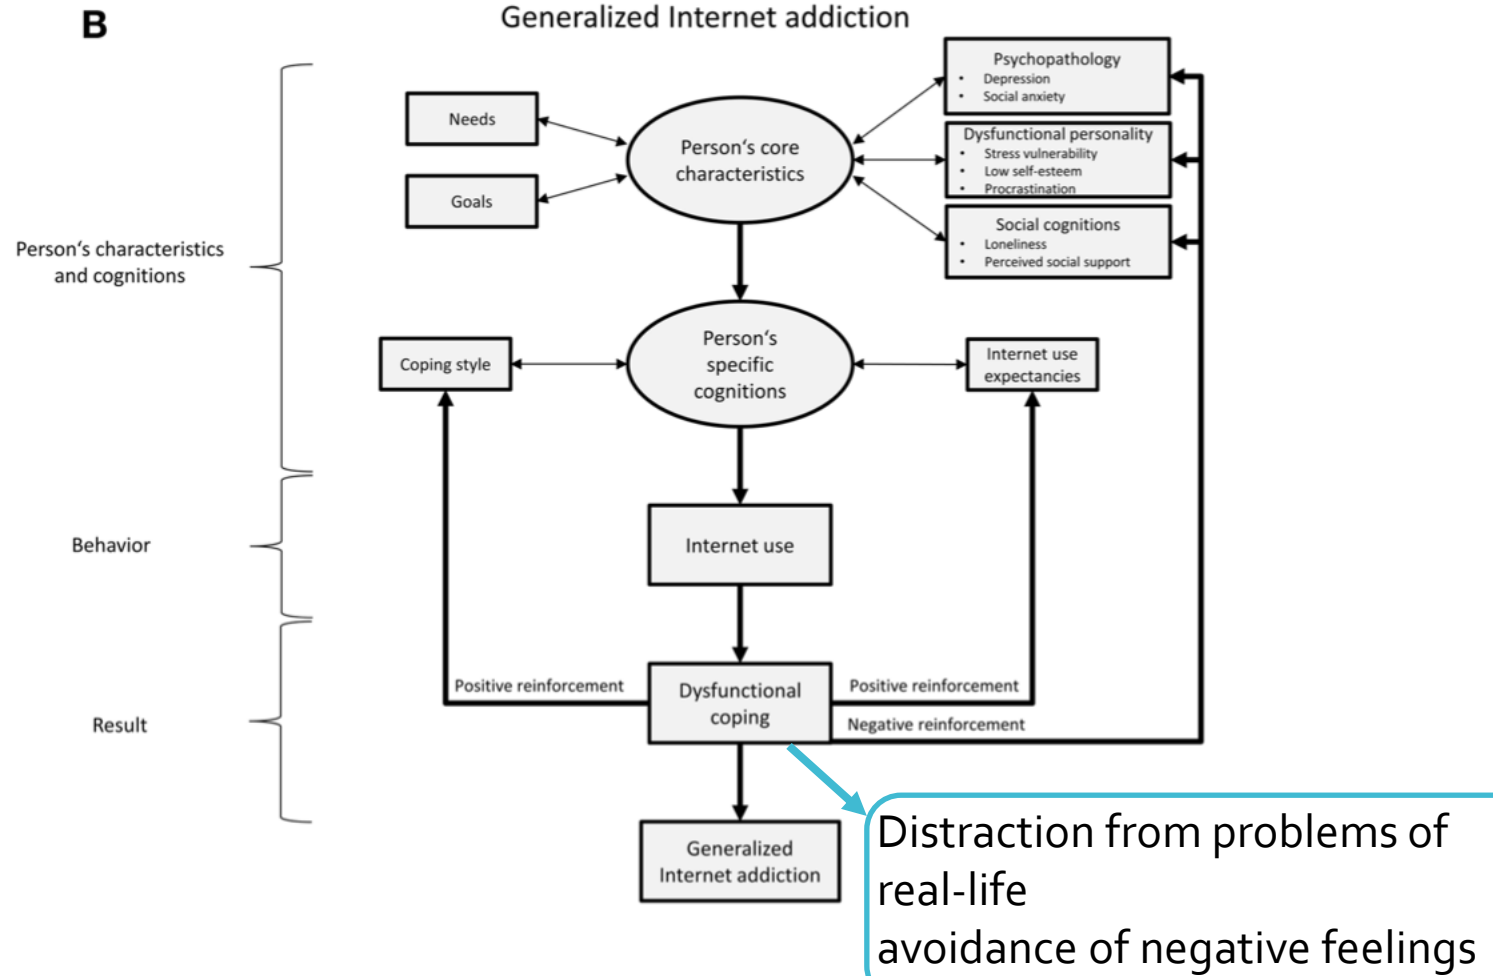 B
Generalized Internet addiction
Psychopathology
• Depression
• Social anxiety
Needs
Dysfunctional personality
• Stress vulnerability
• Low self-esteem
• Procrastination
Person‘s core
characteristics
Goals
Social cognitions
• Loneliness
• Perceived social support
Person‘s characteristics
and cognitions
Coping style
Person‘s
specific
cognitions
Internet use
expectancies
Behavior
Internet use
Positive reinforcement
Dysfunctional
coping
Positive reinforcement
Negative reinforcement
Result
Generalized
Internet addiction
Distraction from problems of
real-life
avoidance of negative feelings